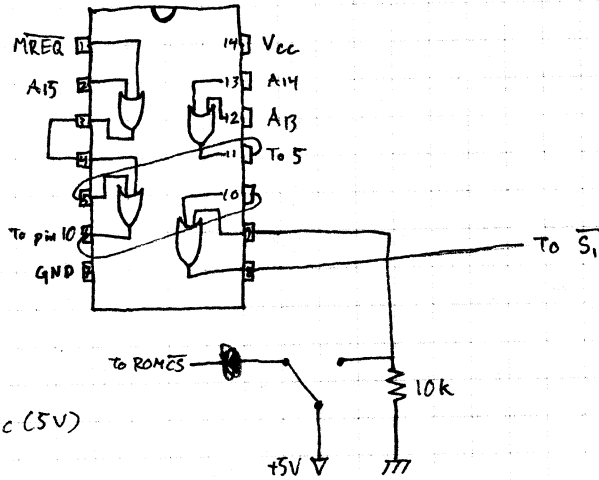 MREQ 1 14 Vcc
A15 2 13 A14
3 12 A13
4 11 To 5
5 10
To pin 10 6 9
GND 7 8
To S1
To ROMCS
10k
c (5V)
+5V